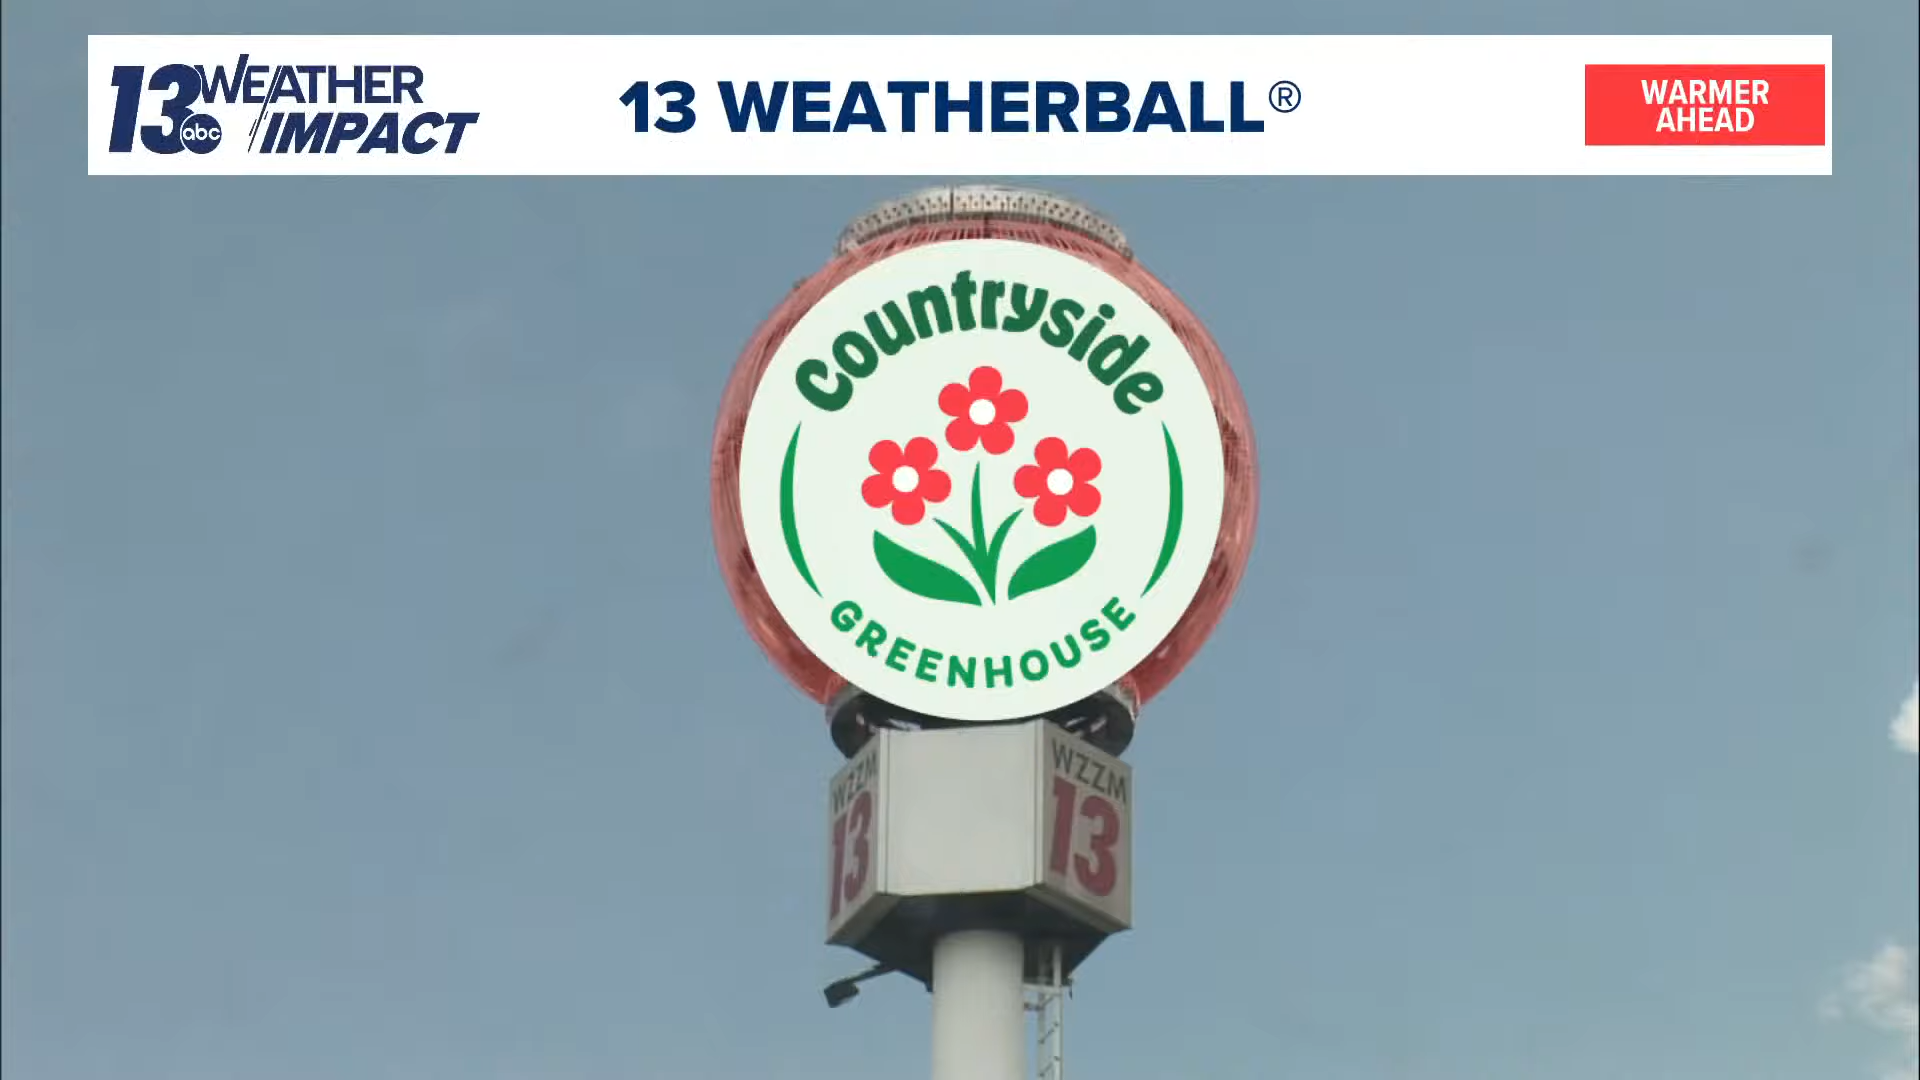 13 WEATHER
abc IMPACT
13 WEATHERBALL®
WARMER
AHEAD
Countryside
GREENHOUSE
WZZM
13
WZZM
13